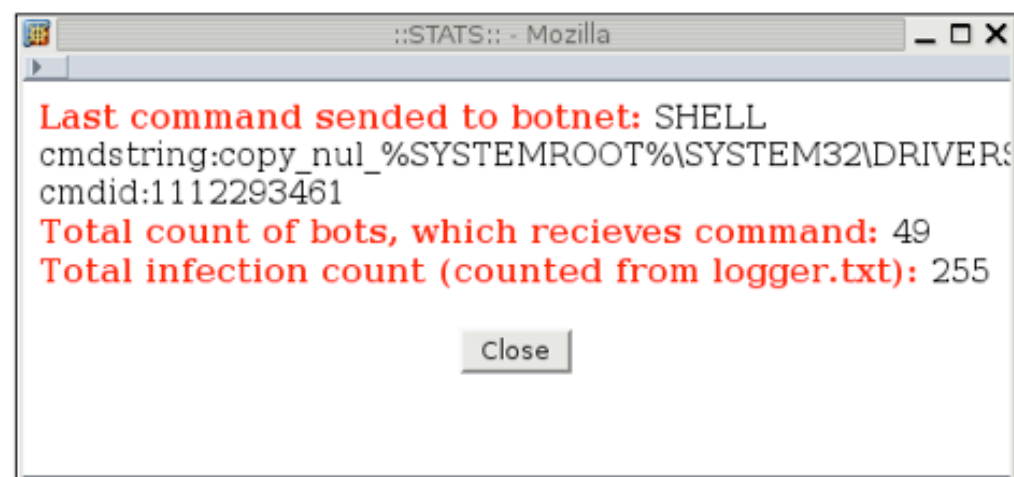 ::STATS:: - Mozilla
Last command sended to botnet: SHELL
cmdstring:copy_nul_%SYSTEMROOT%\SYSTEM32\DRIVERS
cmdid:1112293461
Total count of bots, which recieves command: 49
Total infection count (counted from logger.txt): 255
Close